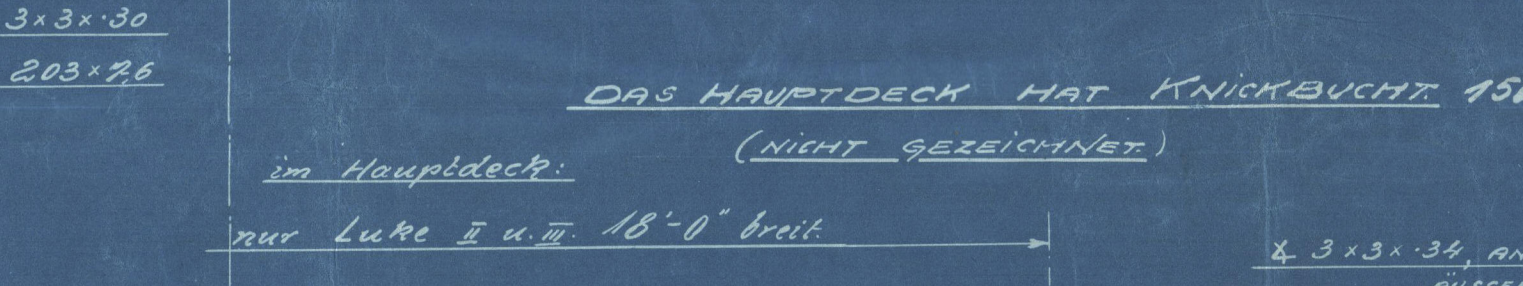 3×3×·30
203×7,6
DAS HAUPTDECK HAT KNICKBUCHT.
(NICHT GEZEICHNET.)
im Hauptdeck:
nur Luke II u. III. 18'-0" breit.
∡ 3×3×·34,